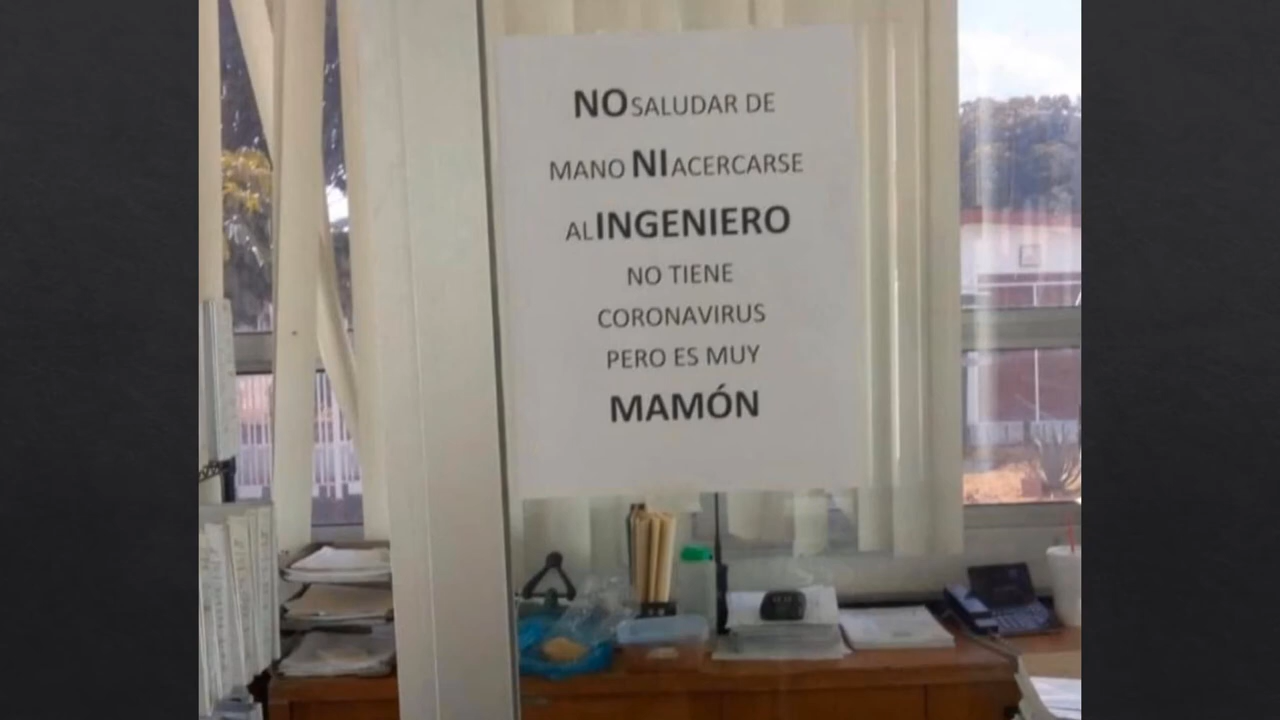 NO SALUDAR DE
MANO NI ACERCARSE
AL INGENIERO
NO TIENE
CORONAVIRUS
PERO ES MUY
MAMÓN